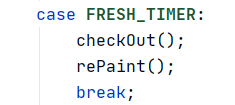 case FRESH_TIMER:
    checkOut();
    rePaint();
    break;